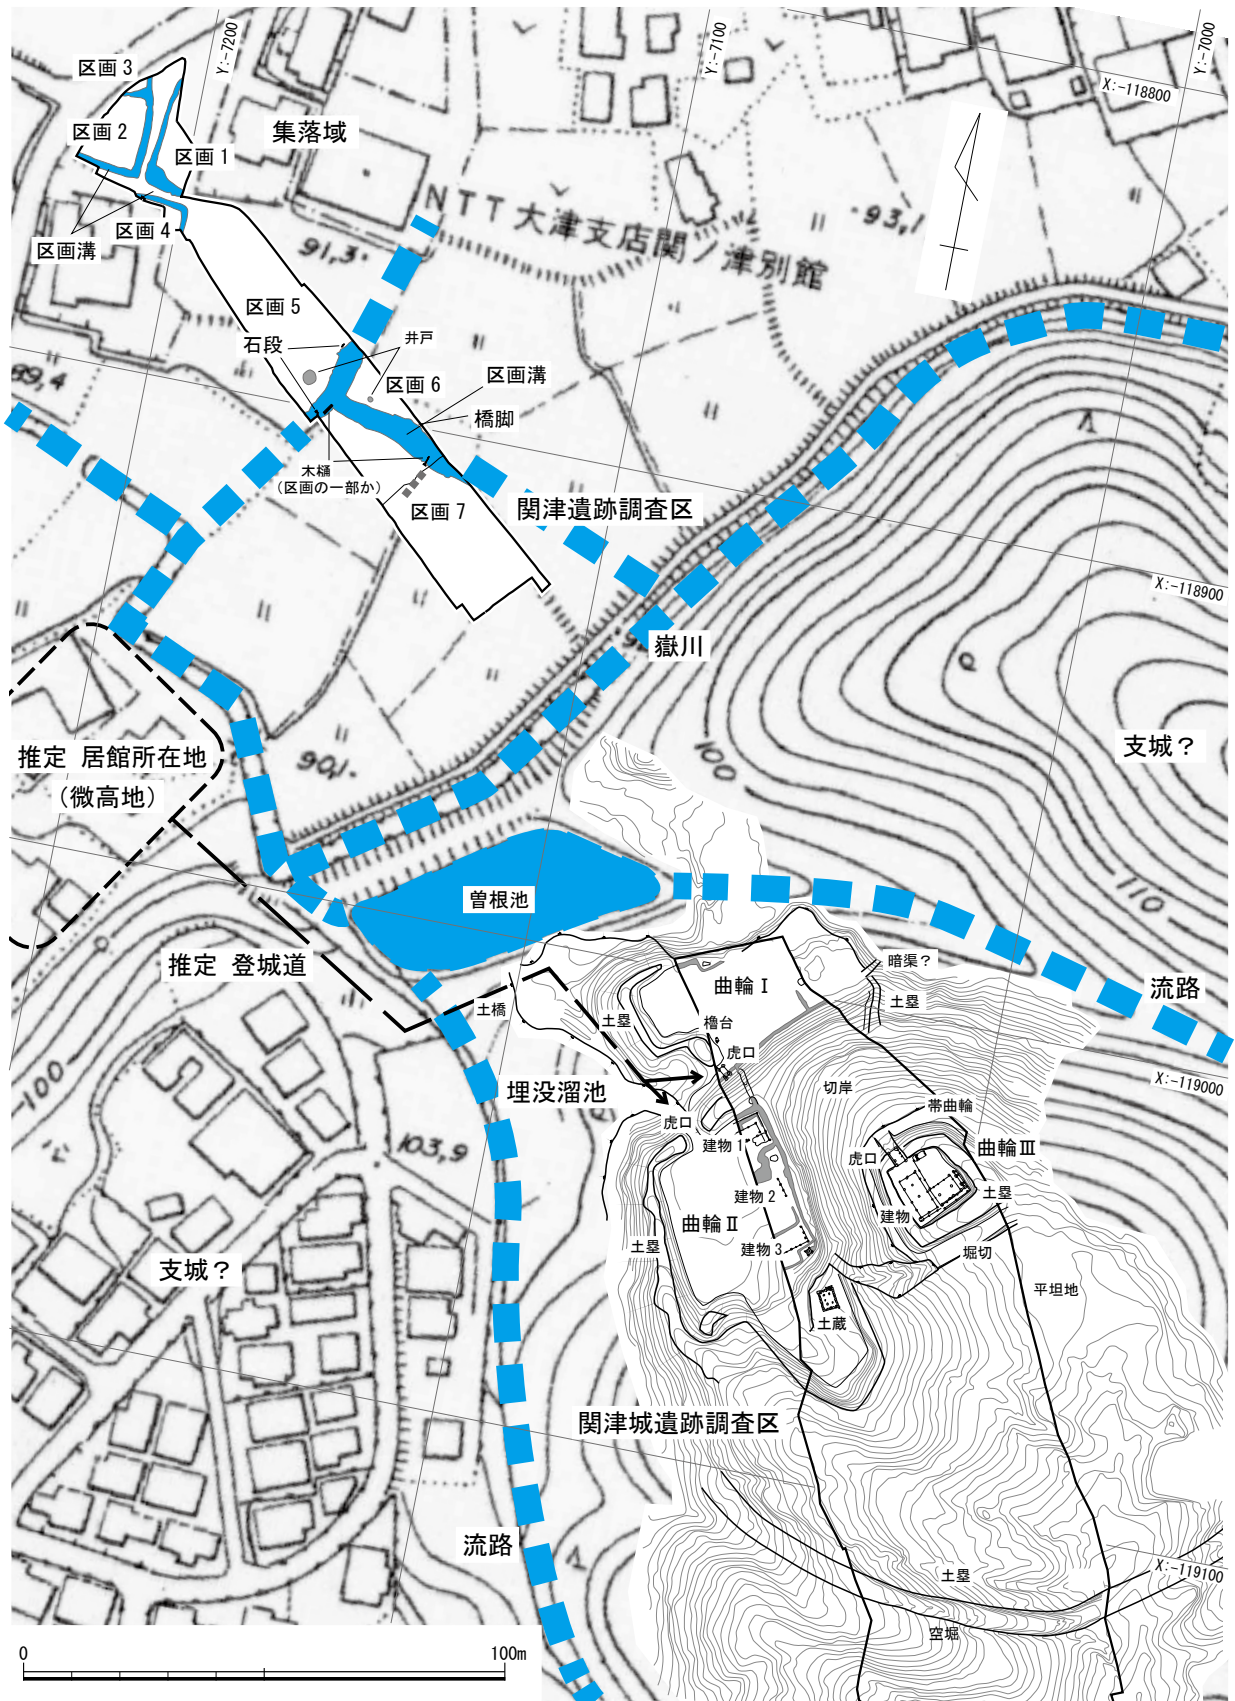 Y:-7200
Y:-7100
Y:-7000
X:-118800
区画 3
区画 2
区画 1
集落域
区画 4
区画溝
NTT大津支店関ノ津別館
93,1
91,3
区画 5
石段
井戸
区画 6
区画溝
橋脚
89,4
木樋
(区画の一部か)
区画 7
関津遺跡調査区
X:-118900
嶽川
支城？
100
90,1
推定 居館所在地
（微高地）
曽根池
110
推定 登城道
土橋
曲輪Ⅰ
暗渠？
土塁
流路
土塁
櫓台
虎口
X:-119000
切岸
埋没溜池
帯曲輪
虎口
建物 1
虎口
曲輪Ⅲ
100
103,9
建物 2
土塁
曲輪Ⅱ
建物
土塁
建物 3
堀切
支城？
平坦地
土蔵
関津城遺跡調査区
流路
土塁
X:-119100
空堀
0
100m